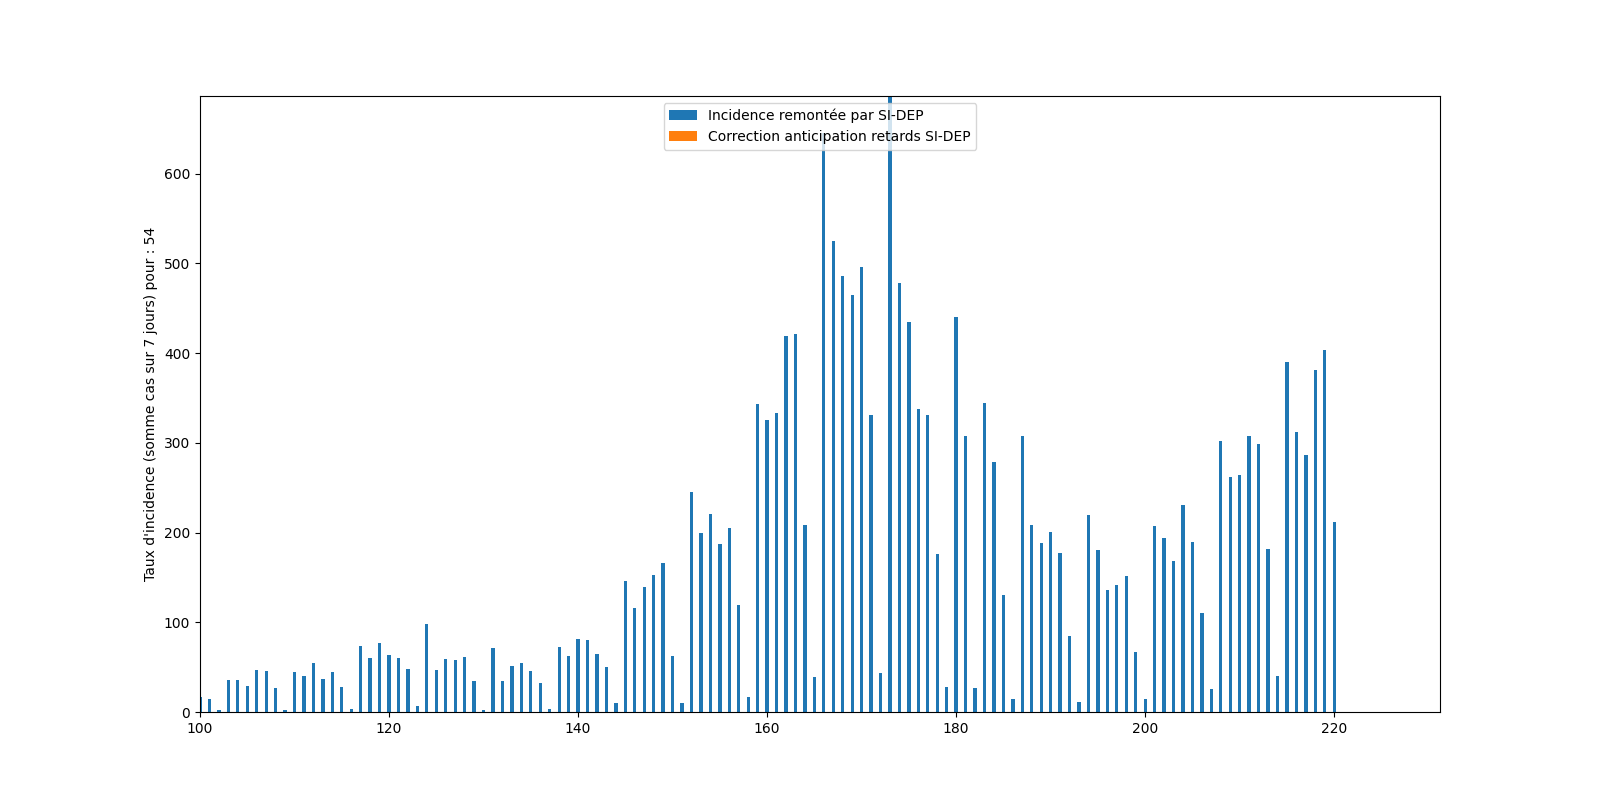 Incidence remontée par SI-DEP
Correction anticipation retards SI-DEP
Taux d'incidence (somme cas sur 7 jours) pour : 54
600
500
400
300
200
100
0
100 120 140 160 180 200 220